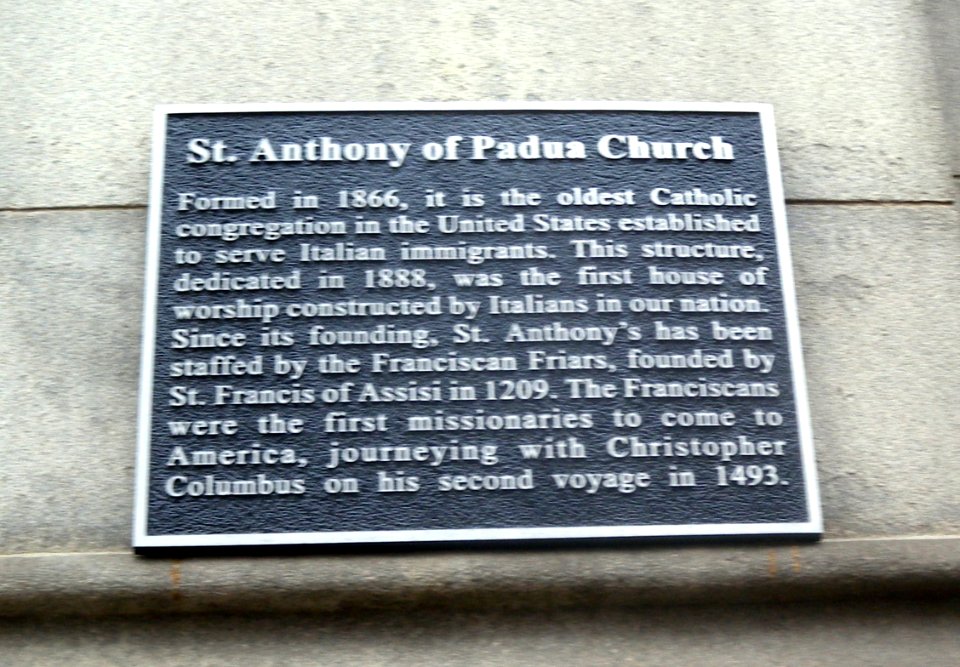 St. Anthony of Padua Church
Formed in 1866, it is the oldest Catholic
congregation in the United States established
to serve Italian immigrants. This structure,
dedicated in 1888, was the first house of
worship constructed by Italians in our nation.
Since its founding, St. Anthony's has been
staffed by the Franciscan Friars, founded by
St. Francis of Assisi in 1209. The Franciscans
were the first missionaries to come to
America, journeying with Christopher
Columbus on his second voyage in 1493.